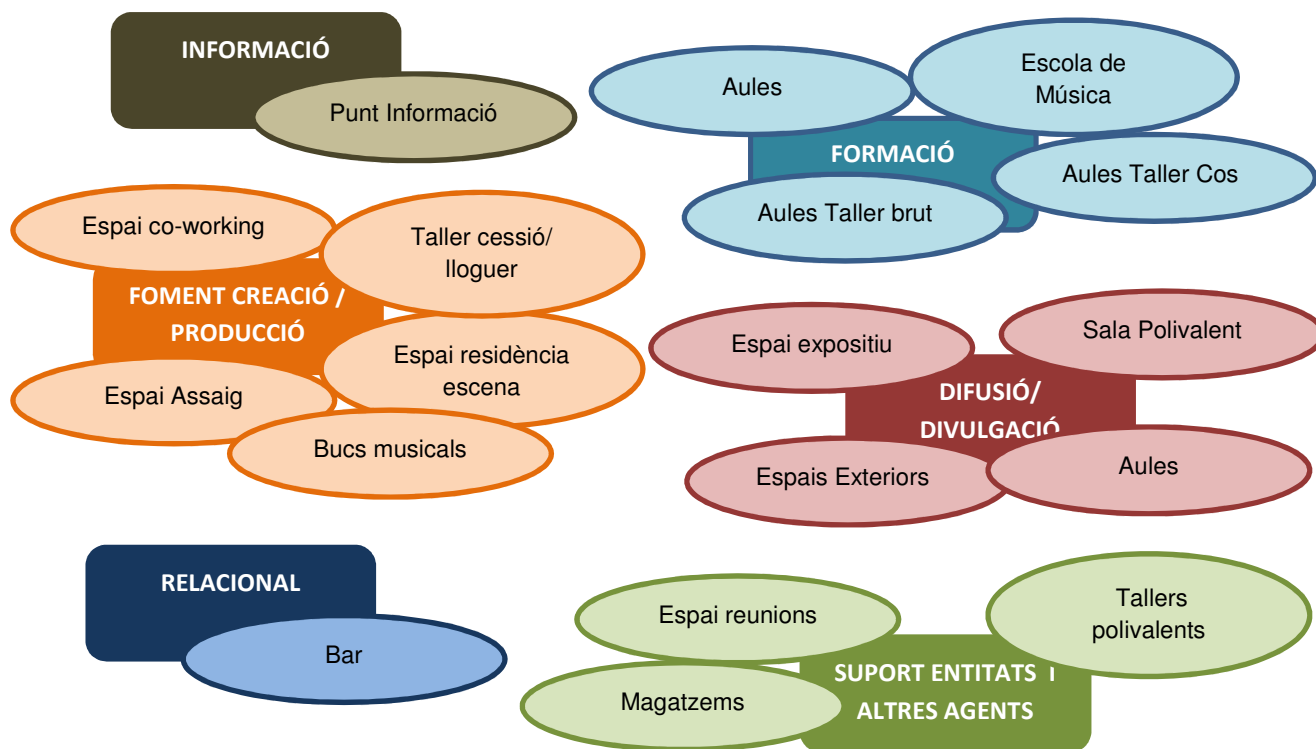 INFORMACIÓ
Punt Informació
Aules
Escola de
Música
FORMACIÓ
Aules Taller Cos
Aules Taller brut
Espai co-working
Taller cessió/
lloguer
FOMENT CREACIÓ /
PRODUCCIÓ
Espai residència
escena
Espai Assaig
Bucs musicals
Espai expositiu
Sala Polivalent
DIFUSIÓ/
DIVULGACIÓ
Espais Exteriors
Aules
RELACIONAL
Bar
Espai reunions
Tallers
polivalents
SUPORT ENTITATS I
ALTRES AGENTS
Magatzems